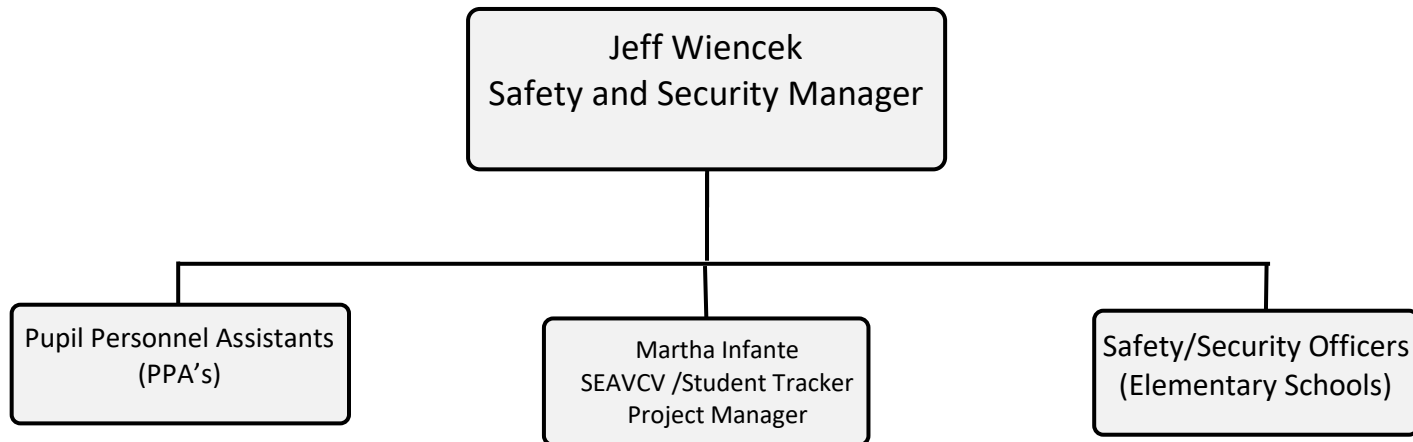 Jeff Wiencek
Safety and Security Manager
Pupil Personnel Assistants
(PPA’s)
Martha Infante
SEAVCV /Student Tracker
Project Manager
Safety/Security Officers
(Elementary Schools)